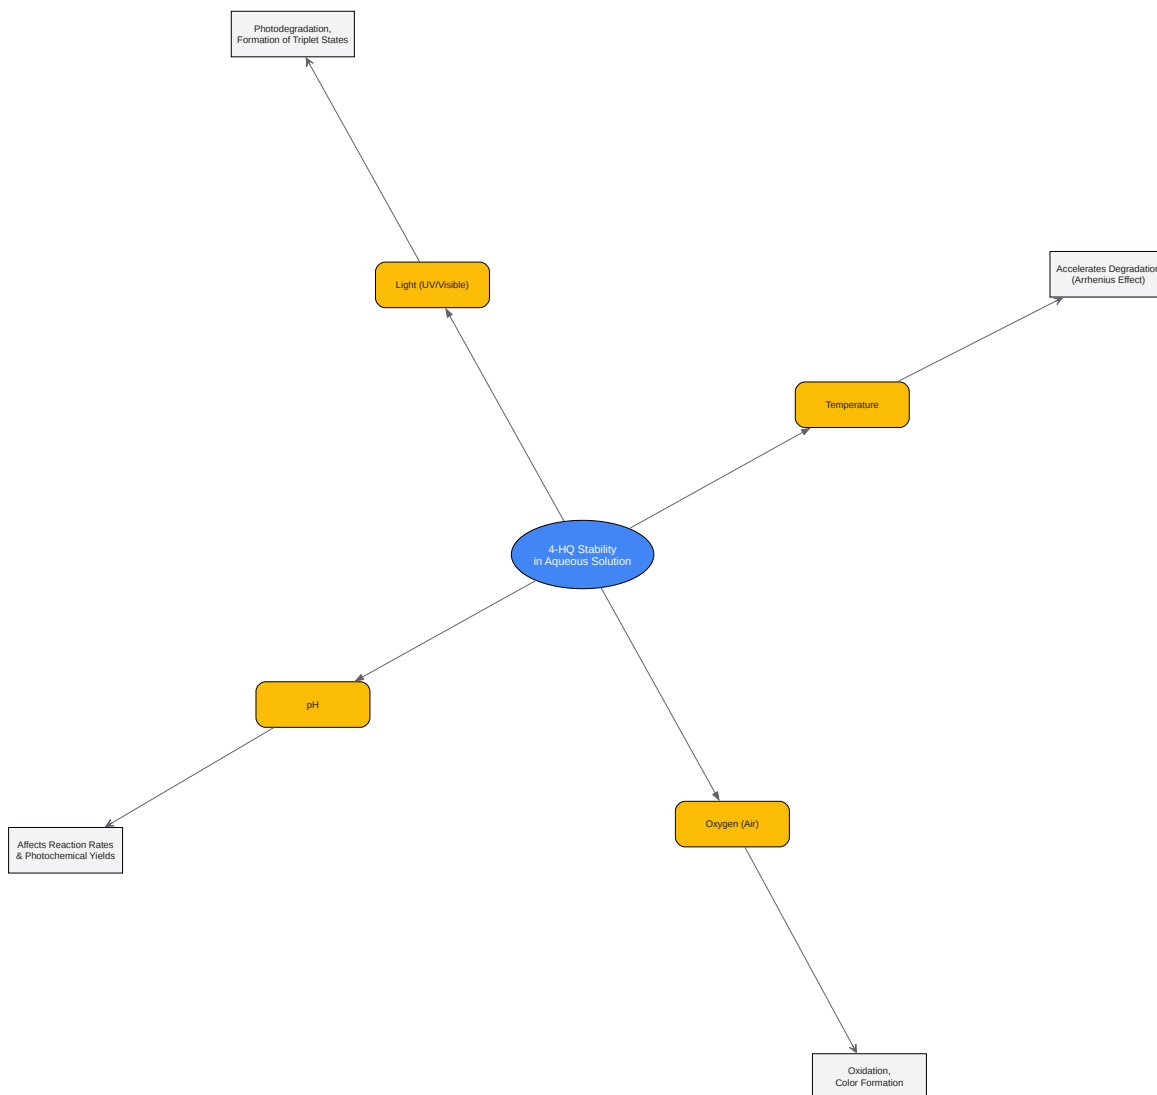 Photodegradation,
Formation of Triplet States
Accelerates Degradation
(Arrhenius Effect)
Light (UV/Visible)
Temperature
4-HQ Stability
in Aqueous Solution
pH
Oxygen (Air)
Affects Reaction Rates
& Photochemical Yields
Oxidation,
Color Formation